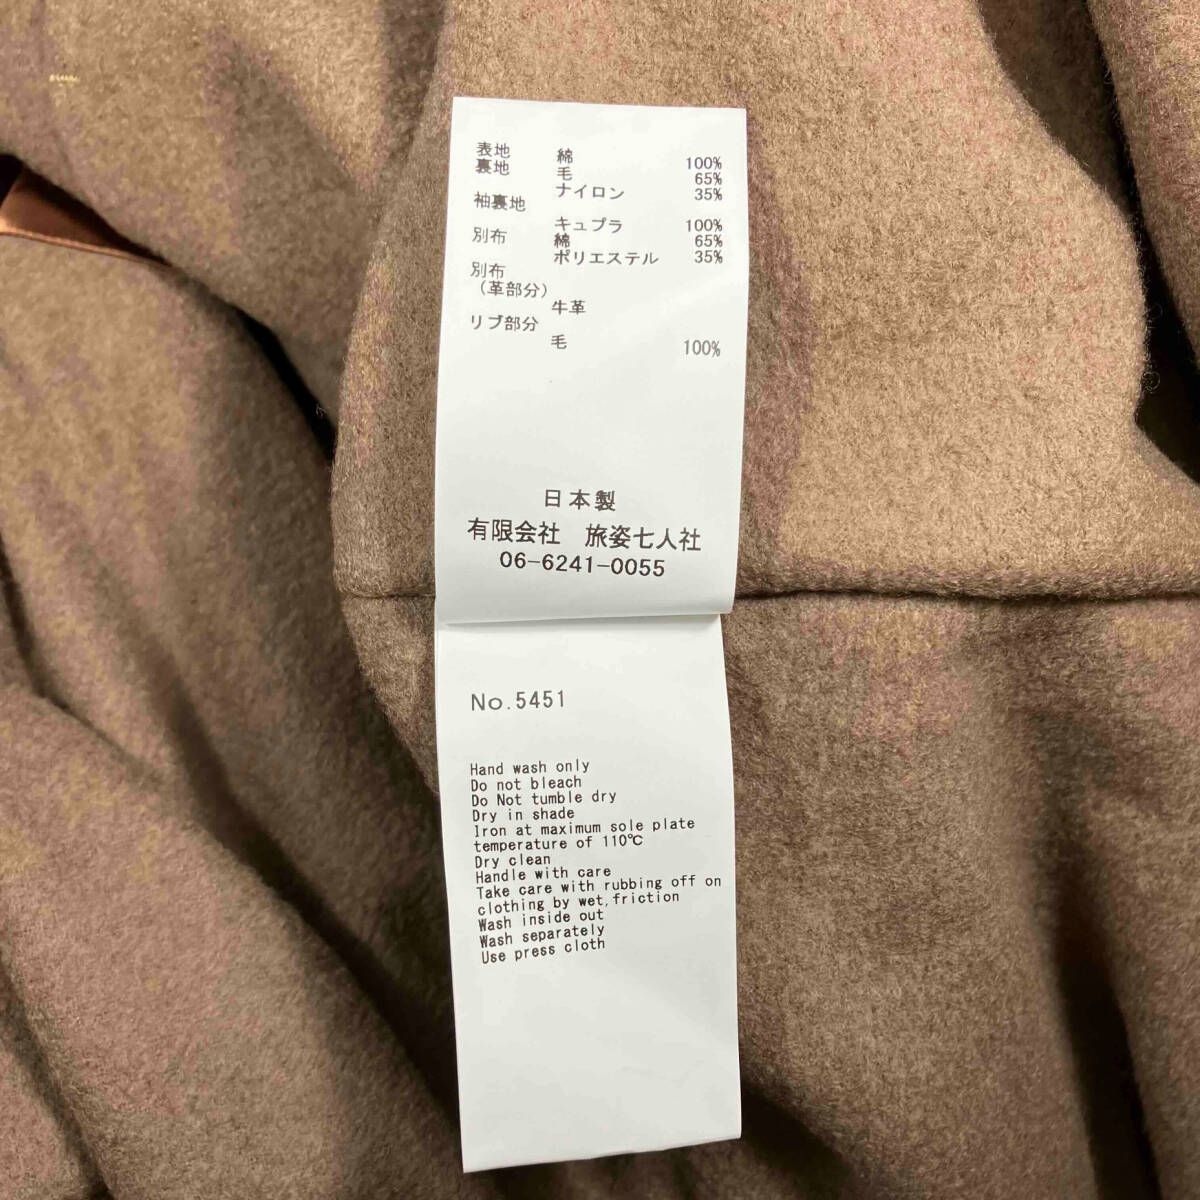 表地 綿 100%
裏地 毛 65%
ナイロン 35%
袖裏地
キュプラ 100%
別布 綿 65%
ポリエステル 35%
別布
（革部分）
牛革
リブ部分
毛 100%
日本製
有限会社 旅姿七人社
06-6241-0055
No.5451
Hand wash only
Do not bleach
Do Not tumble dry
Dry in shade
Iron at maximum sole plate
temperature of 110℃
Dry clean
Handle with care
Take care with rubbing off on
clothing by wet,friction
Wash inside out
Wash separately
Use press cloth